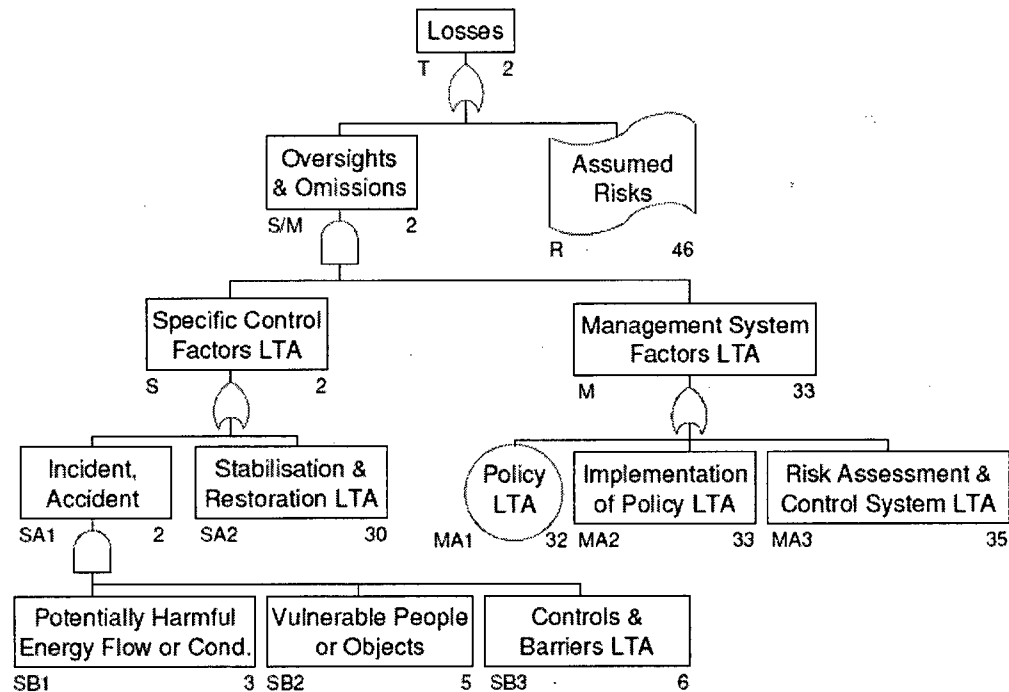 Losses
T 2
Oversights
& Omissions
S/M 2
Assumed
Risks
R 46
Specific Control
Factors LTA
S 2
Management System
Factors LTA
M 33
Incident,
Accident
SA1 2
Stabilisation &
Restoration LTA
SA2 30
Policy
LTA
MA1 32
Implementation
of Policy LTA
MA2 33
Risk Assessment &
Control System LTA
MA3 35
Potentially Harmful
Energy Flow or Cond.
SB1 3
Vulnerable People
or Objects
SB2 5
Controls &
Barriers LTA
SB3 6